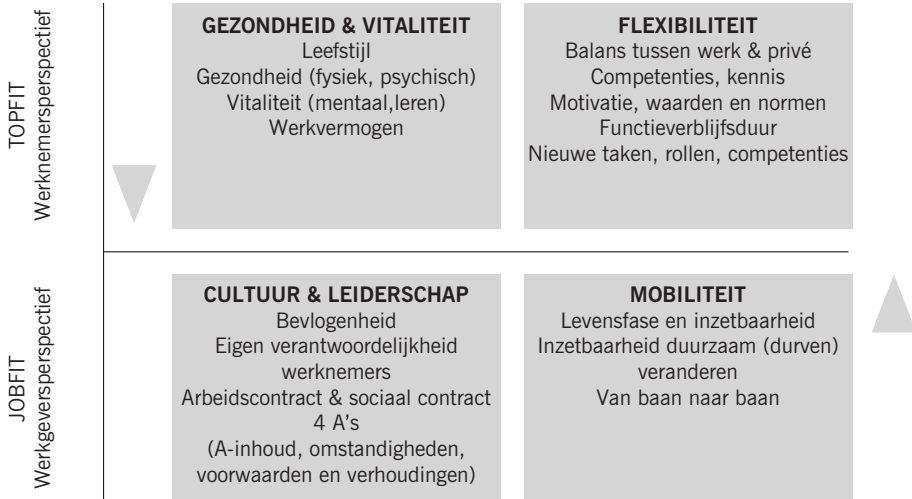 TOPFIT
Werknemersperspectief
GEZONDHEID & VITALITEIT
Leefstijl
Gezondheid (fysiek, psychisch)
Vitaliteit (mentaal,leren)
Werkvermogen
FLEXIBILITEIT
Balans tussen werk & privé
Competenties, kennis
Motivatie, waarden en normen
Functieverblijfsduur
Nieuwe taken, rollen, competenties
JOBFIT
Werkgeversperspectief
CULTUUR & LEIDERSCHAP
Bevlogenheid
Eigen verantwoordelijkheid
werknemers
Arbeidscontract & sociaal contract
4 A's
(A-inhoud, omstandigheden,
voorwaarden en verhoudingen)
MOBILITEIT
Levensfase en inzetbaarheid
Inzetbaarheid duurzaam (durven)
veranderen
Van baan naar baan